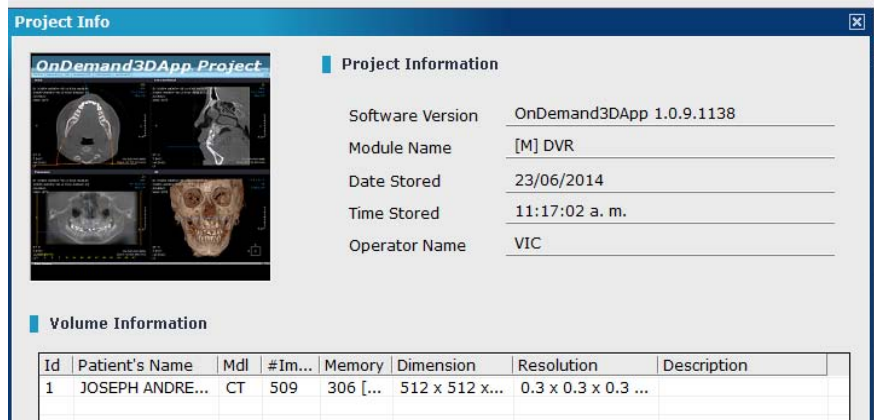 Project Info
OnDemand3DApp Project
Project Information
Software Version OnDemand3DApp 1.0.9.1138
Module Name [M] DVR
Date Stored 23/06/2014
Time Stored 11:17:02 a. m.
Operator Name VIC
Volume Information
Id Patient's Name Mdl #Im... Memory Dimension Resolution Description
1 JOSEPH ANDRE... CT 509 306 [... 512 x 512 x... 0.3 x 0.3 x 0.3 ...